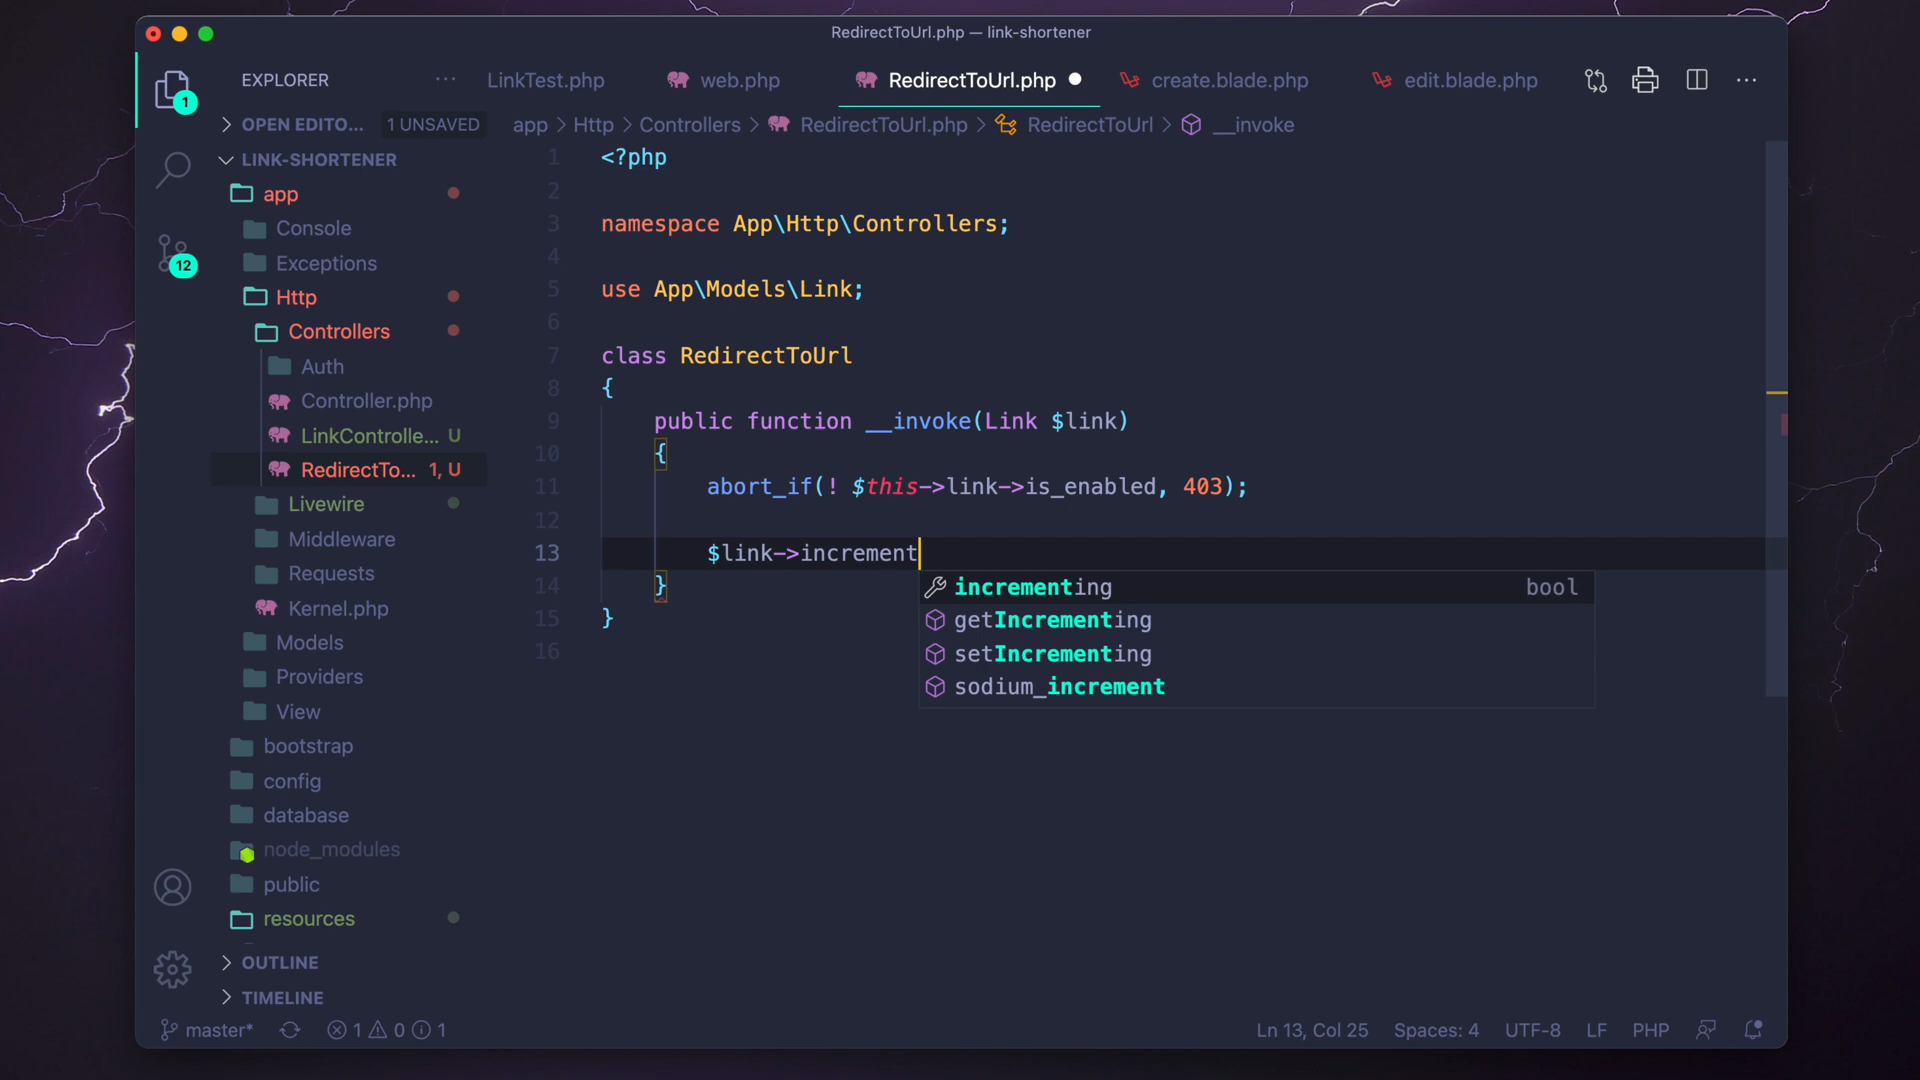 RedirectToUrl.php — link-shortener
EXPLORER
LinkTest.php
web.php
RedirectToUrl.php
create.blade.php
edit.blade.php
1
OPEN EDITO... 1 UNSAVED
app > Http > Controllers > RedirectToUrl.php > RedirectToUrl > __invoke
LINK-SHORTENER
app
Console
Exceptions
12
Http
Controllers
Auth
Controller.php
LinkControlle... U
RedirectTo... 1, U
Livewire
Middleware
Requests
Kernel.php
Models
Providers
View
bootstrap
config
database
node_modules
public
resources
OUTLINE
TIMELINE
1 <?php
2
3 namespace App\Http\Controllers;
4
5 use App\Models\Link;
6
7 class RedirectToUrl
8 {
9 public function __invoke(Link $link)
10 {
11 abort_if(! $this->link->is_enabled, 403);
12
13 $link->increment
14 }
15 }
16
incrementing bool
getIncrementing
setIncrementing
sodium_increment
master* 1 0 1
Ln 13, Col 25 Spaces: 4 UTF-8 LF PHP